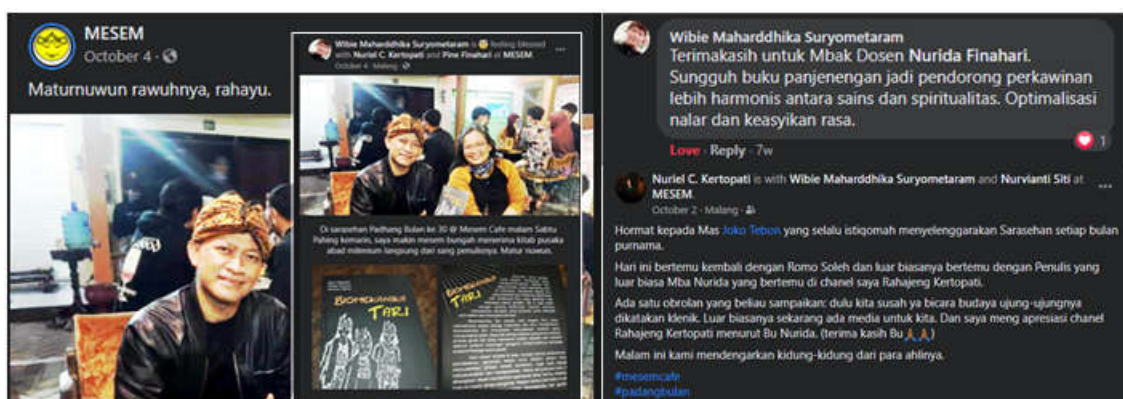 MESEM
October 4 ·
Maturnuwun rawuhnya, rahayu.
Wibie Maharddhika Suryometaram is feeling blessed
with Nuriel C. Kertopati and Pine Finahari at MESEM.
October 4 · Malang ·
Di sarasehan Padhang Bulan ke 30 @ Mesem Cafe malam Sabtu
Pahing kemarin, saya makin mesem bungah menerima kitab pusaka
abad milenium langsung dari sang penulisnya. Matur nuwus.
BIOMEKANIKA
TARI
BIOMEKANIKA
TARI
Wibie Maharddhika Suryometaram
Terimakasih untuk Mbak Dosen Nurida Finahari.
Sungguh buku panjenengan jadi pendorong perkawinan
lebih harmonis antara sains dan spiritualitas. Optimalisasi
nalar dan keasyikan rasa.
Love · Reply · 7w
1
Nuriel C. Kertopati is with Wibie Maharddhika Suryometaram and Nurvianti Siti at
MESEM.
October 2 · Malang ·
Hormat kepada Mas Joko Tebon yang selalu istiqomah menyelenggarakan Sarasehan setiap bulan
purnama.
Hari ini bertemu kembali dengan Romo Soleh dan luar biasanya bertemu dengan Penulis yang
luar biasa Mba Nurida yang bertemu di chanel saya Rahajeng Kertopati.
Ada satu obrolan yang beliau sampaikan: dulu kita susah ya bicara budaya ujung-ujungnya
dikatakan klenik. Luar biasanya sekarang ada media untuk kita. Dan saya meng apresiasi chanel
Rahajeng Kertopati menurut Bu Nurida. (terima kasih Bu🙏🙏)
Malam ini kami mendengarkan kidung-kidung dari para ahlinya.
#mesemcafe
#padangbulan